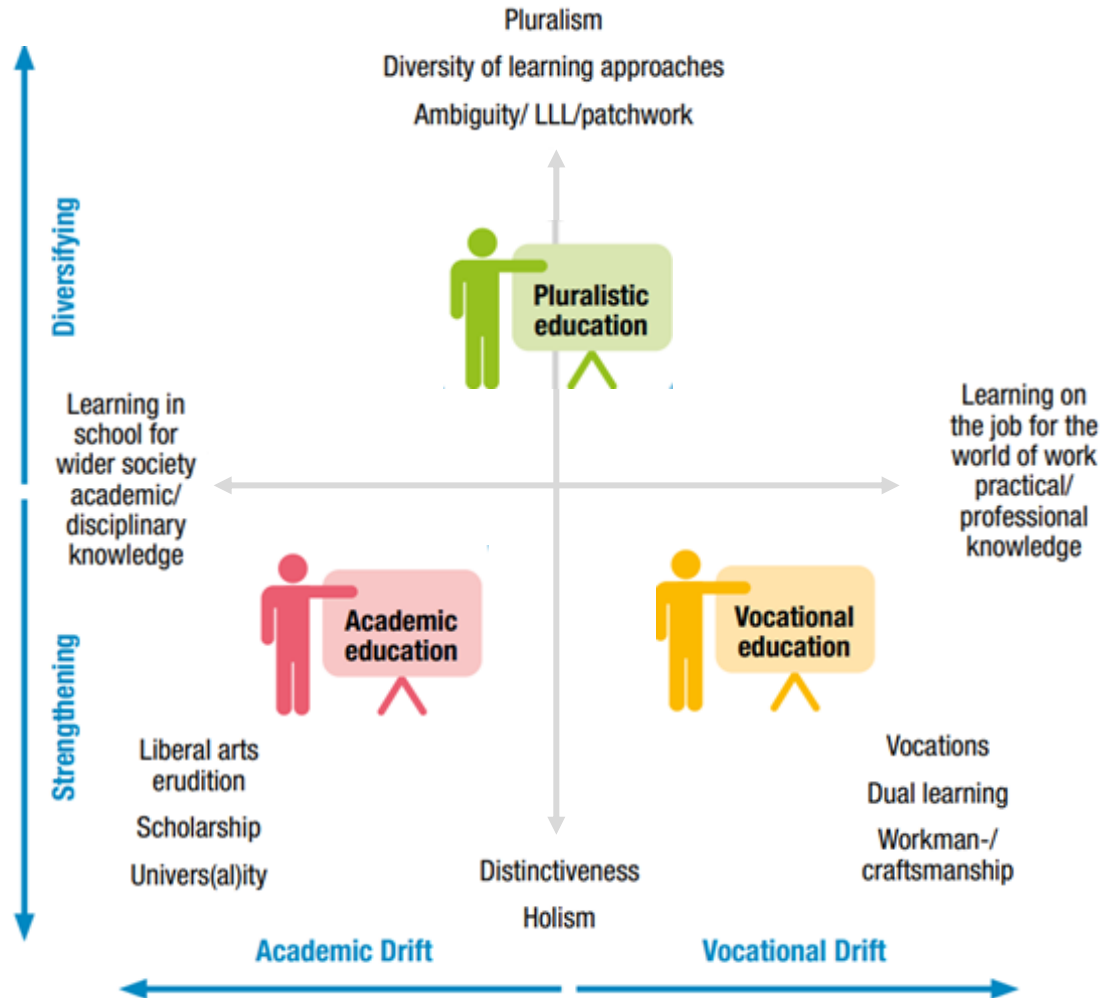 Pluralism
Diversity of learning approaches
Ambiguity/ LLL/patchwork
Diversifying
Pluralistic
education
Learning in
school for
wider society
academic/
disciplinary
knowledge
Learning on
the job for the
world of work
practical/
professional
knowledge
Strengthening
Academic
education
Vocational
education
Liberal arts
erudition
Scholarship
Univers(al)ity
Vocations
Dual learning
Workman-/
craftsmanship
Distinctiveness
Holism
Academic Drift
Vocational Drift